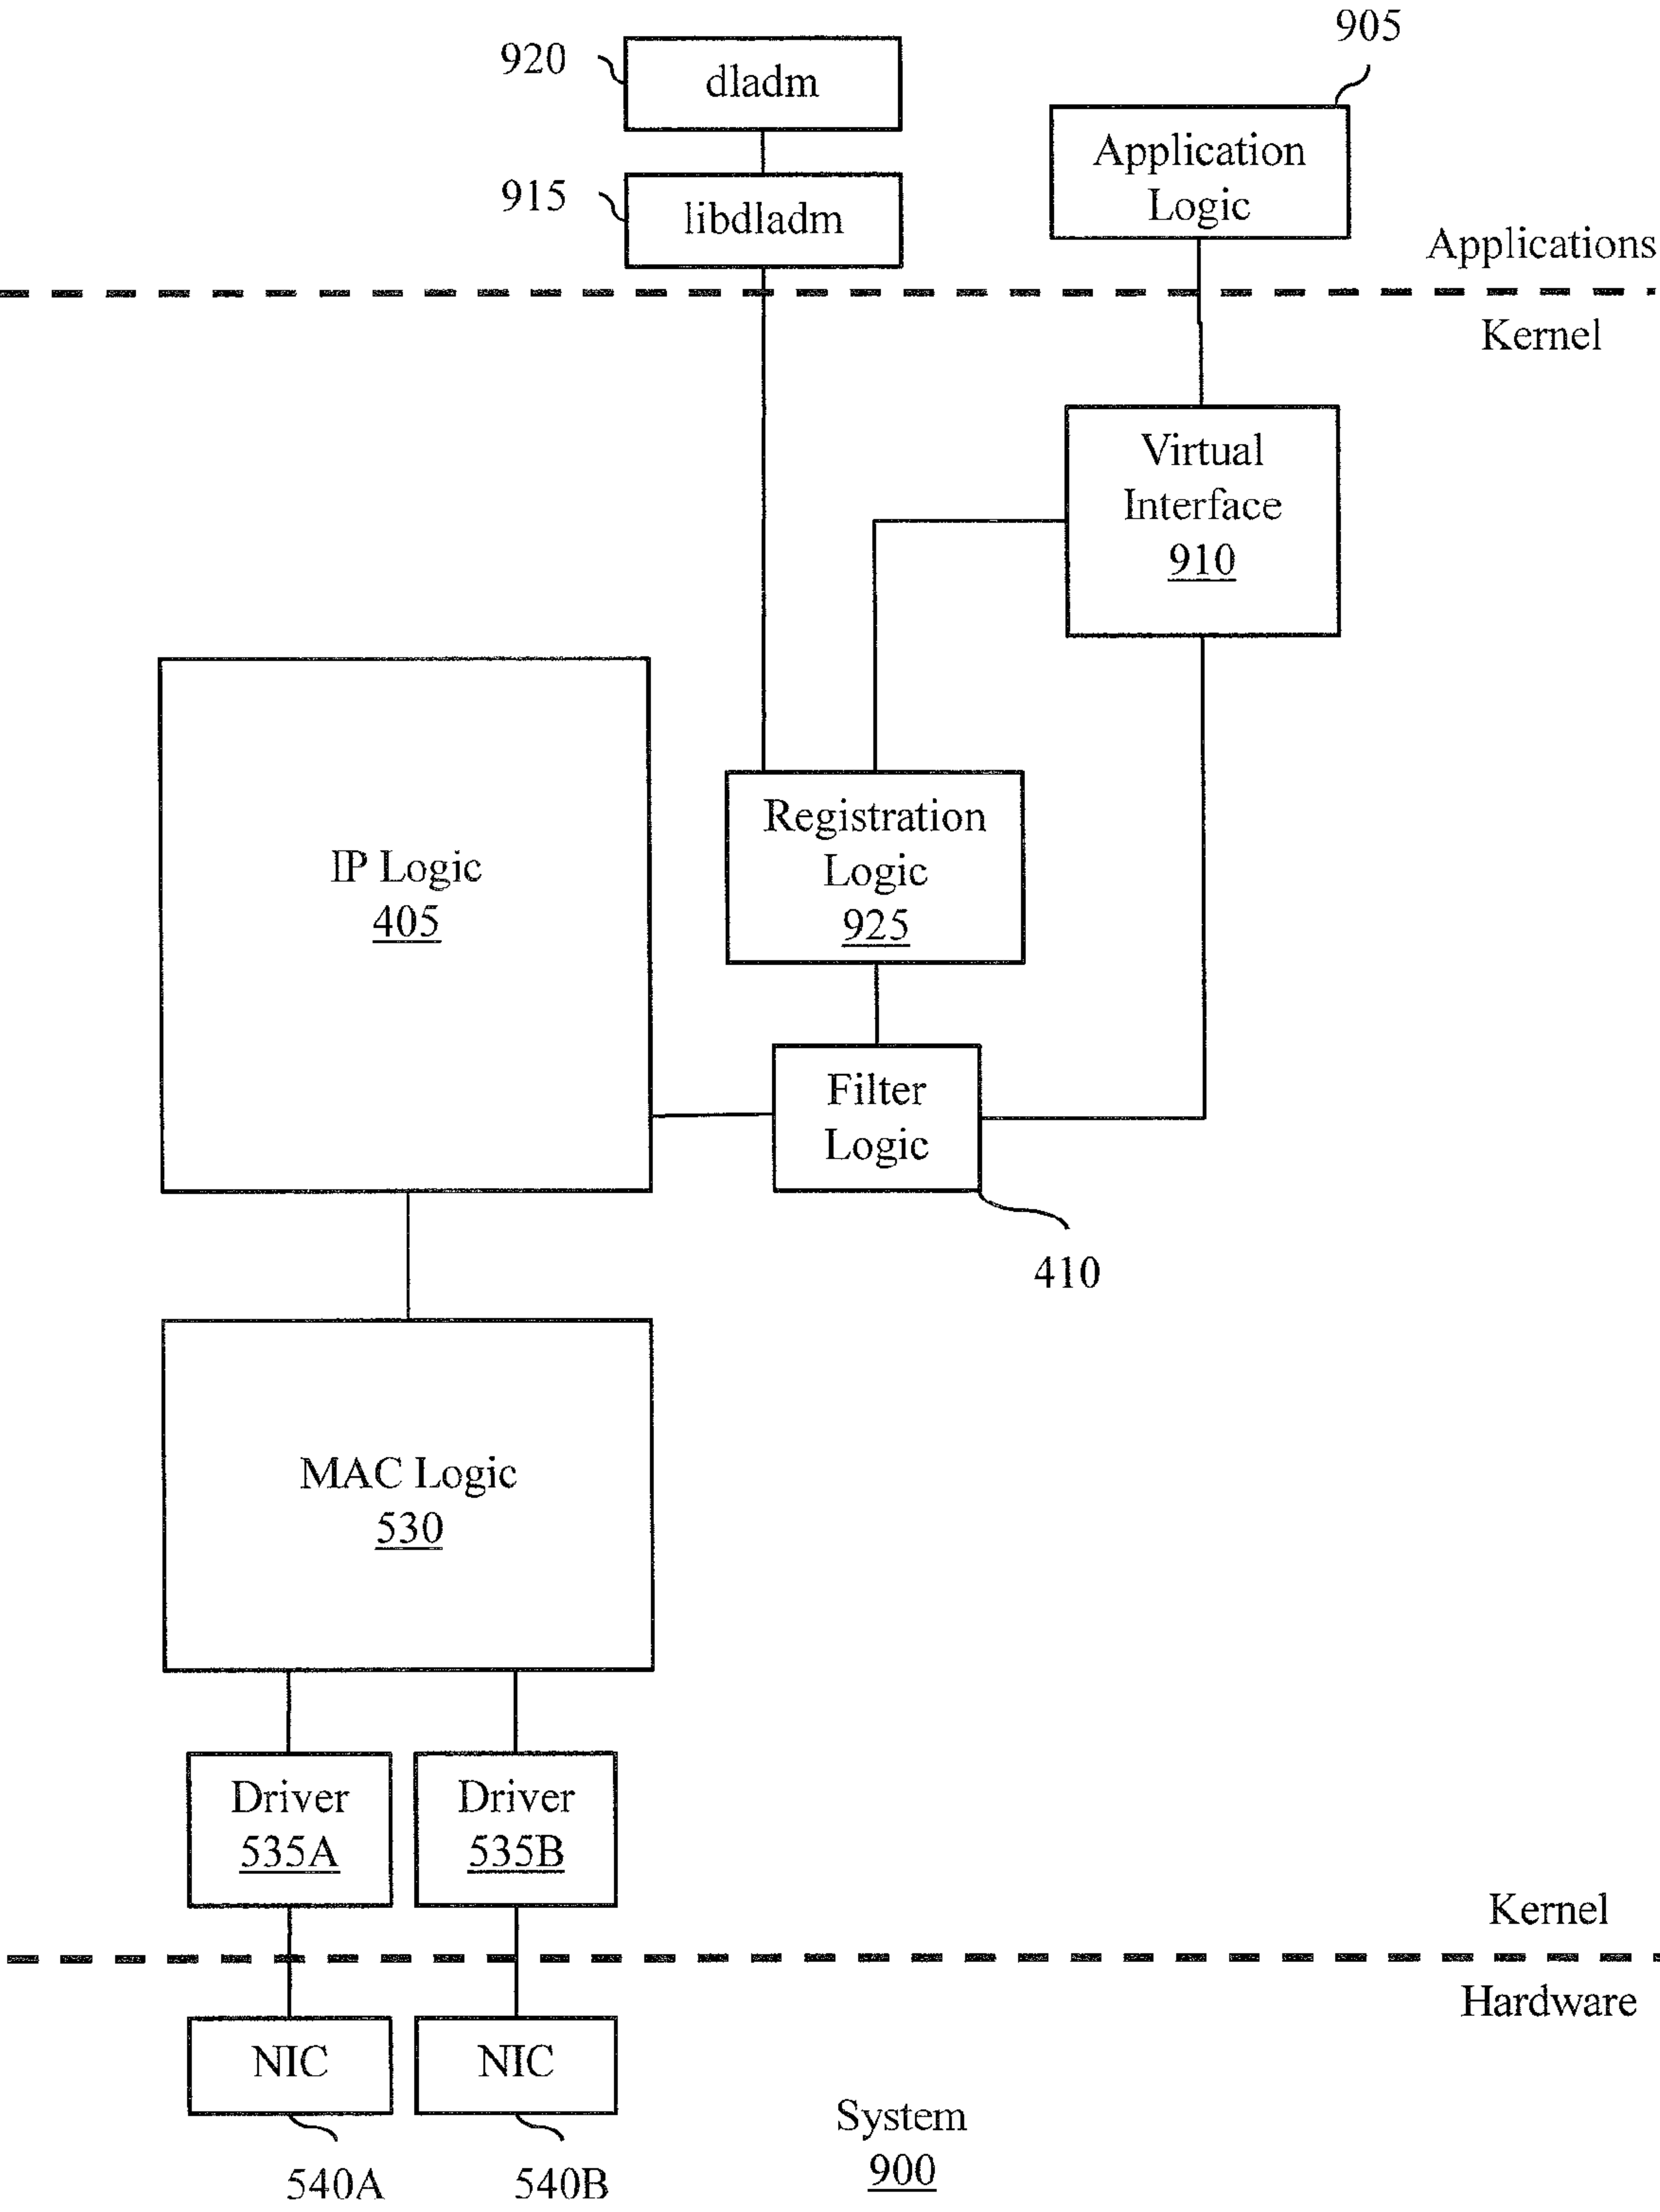 905
920
dladm
Application
Logic
915
libdladm
Applications
Kernel
Virtual
Interface
910
Registration
Logic
925
IP Logic
405
Filter
Logic
410
MAC Logic
530
Driver
535A
Driver
535B
Kernel
Hardware
NIC
NIC
540A
540B
System
900